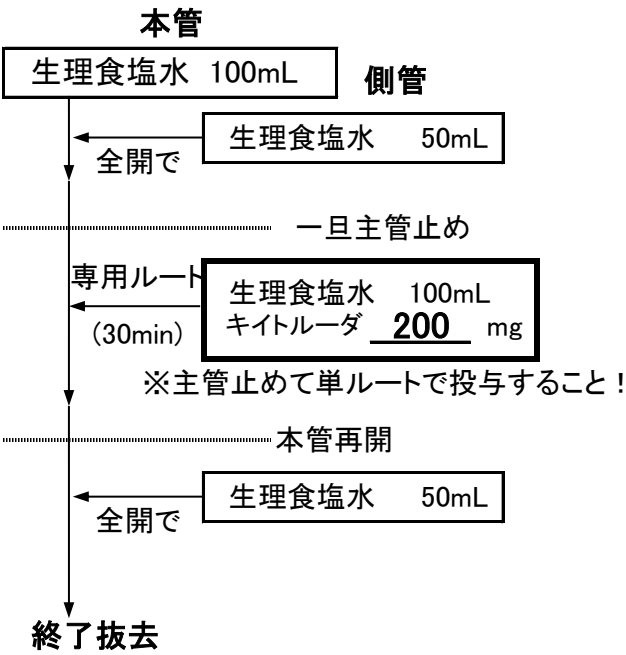 本管
生理食塩水 100mL
側管
生理食塩水 50mL
全開で
一旦主管止め
専用ルート
生理食塩水 100mL
(30min)
キイトルーダ 200 mg
※主管止めて単ルートで投与すること！
本管再開
生理食塩水 50mL
全開で
終了抜去